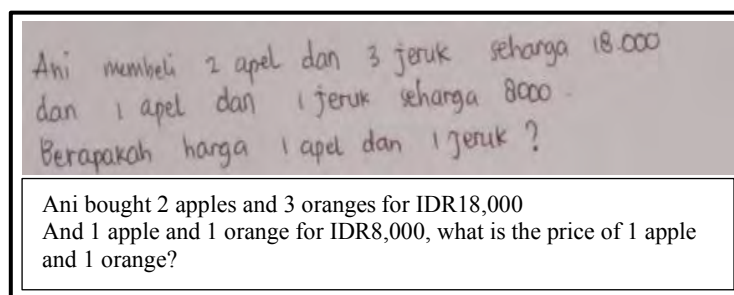 Ani membeli 2 apel dan 3 jeruk seharga 18.000
dan 1 apel dan 1 jeruk seharga 8000.
Berapakah harga 1 apel dan 1 jeruk ?
Ani bought 2 apples and 3 oranges for IDR18,000
And 1 apple and 1 orange for IDR8,000, what is the price of 1 apple
and 1 orange?